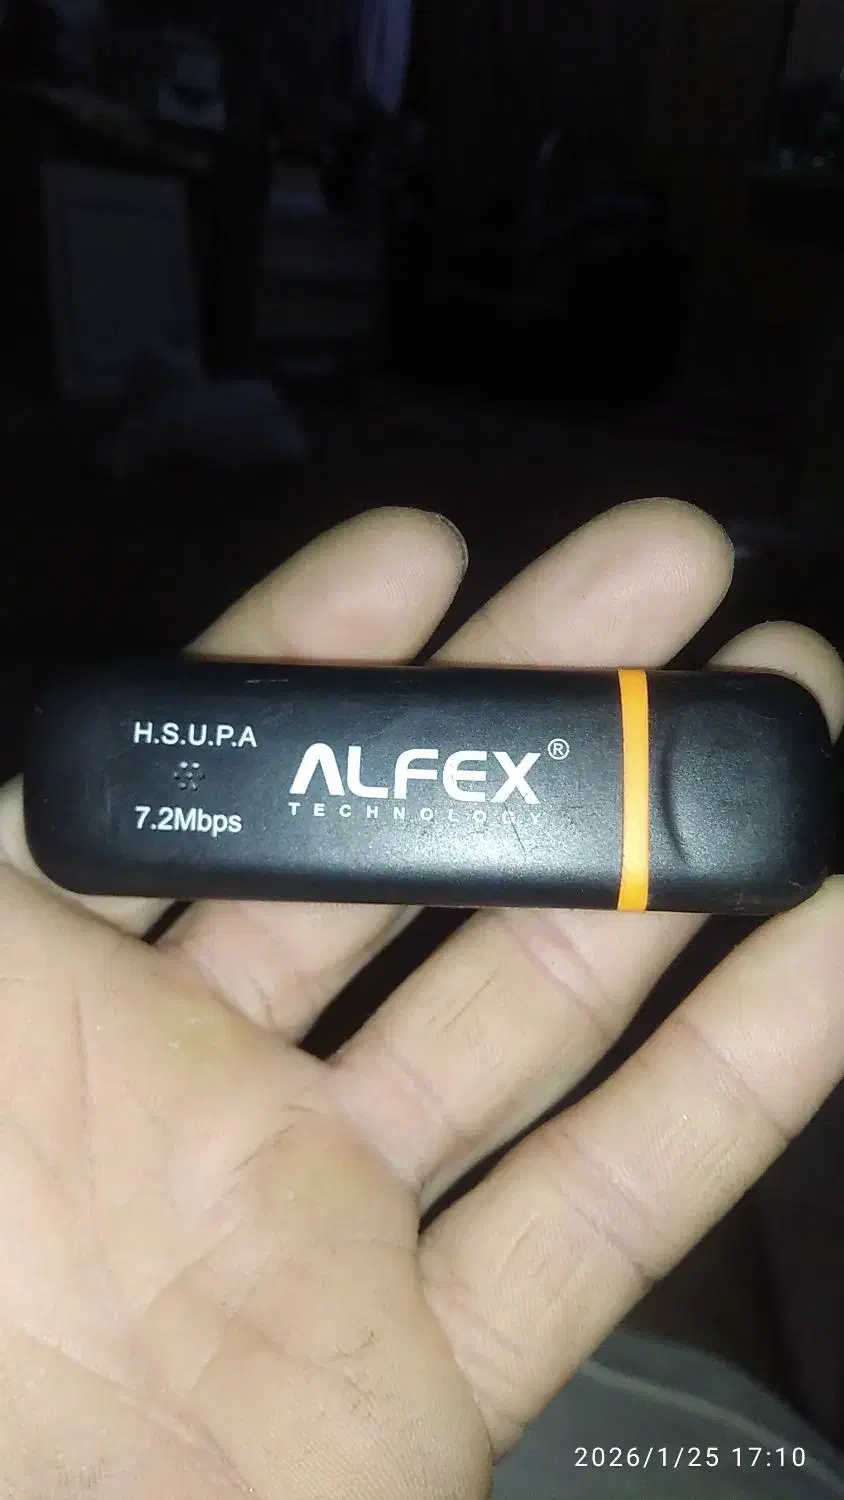 H.S.U.P.A
7.2Mbps
ALFEX®
TECHNOLOGY
2026/1/25 17:10